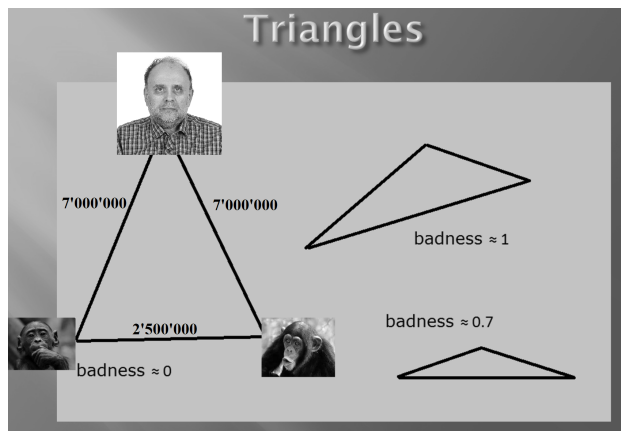 Triangles
7'000'000
7'000'000
badness ≈ 1
2'500'000
badness ≈ 0.7
badness ≈ 0